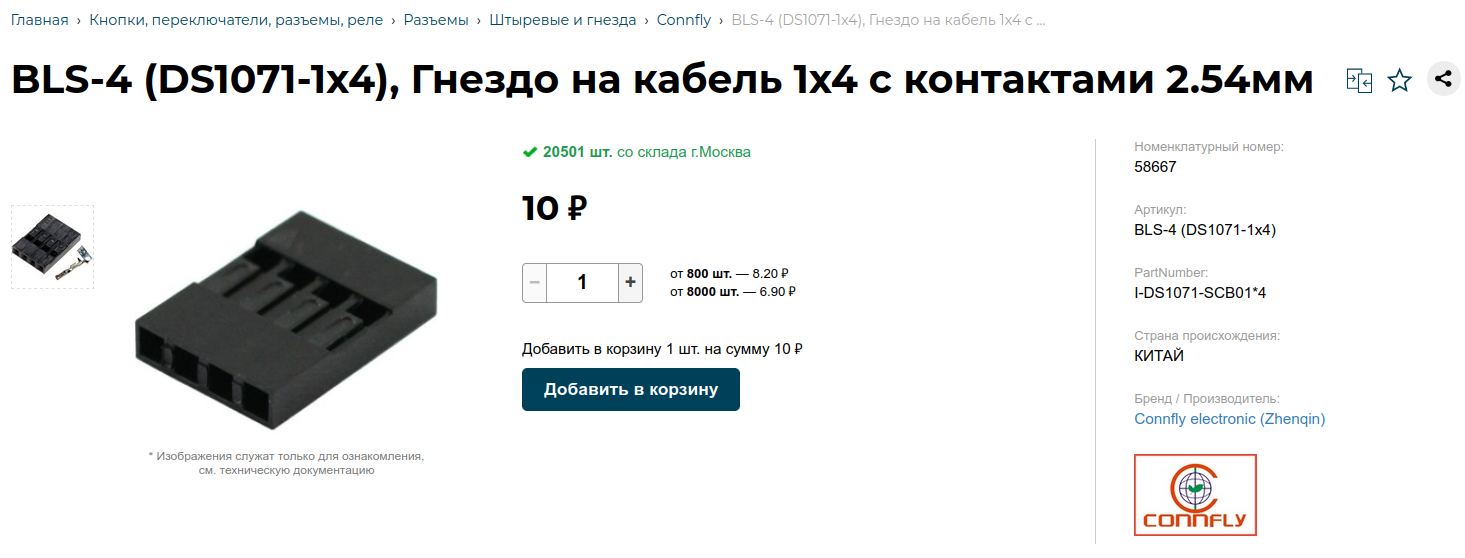 Главная › Кнопки, переключатели, разъемы, реле › Разъемы › Штыревые и гнезда › Connfly › BLS-4 (DS1071-1x4), Гнездо на кабель 1x4 с ...
BLS-4 (DS1071-1x4), Гнездо на кабель 1x4 с контактами 2.54мм
20501 шт. со склада г.Москва
10 ₽
− 1 +
от 800 шт. — 8.20 ₽
от 8000 шт. — 6.90 ₽
Добавить в корзину 1 шт. на сумму 10 ₽
Добавить в корзину
* Изображения служат только для ознакомления,
см. техническую документацию
Номенклатурный номер:
58667
Артикул:
BLS-4 (DS1071-1x4)
PartNumber:
I-DS1071-SCB01*4
Страна происхождения:
КИТАЙ
Бренд / Производитель:
Connfly electronic (Zhenqin)
CONNFLY